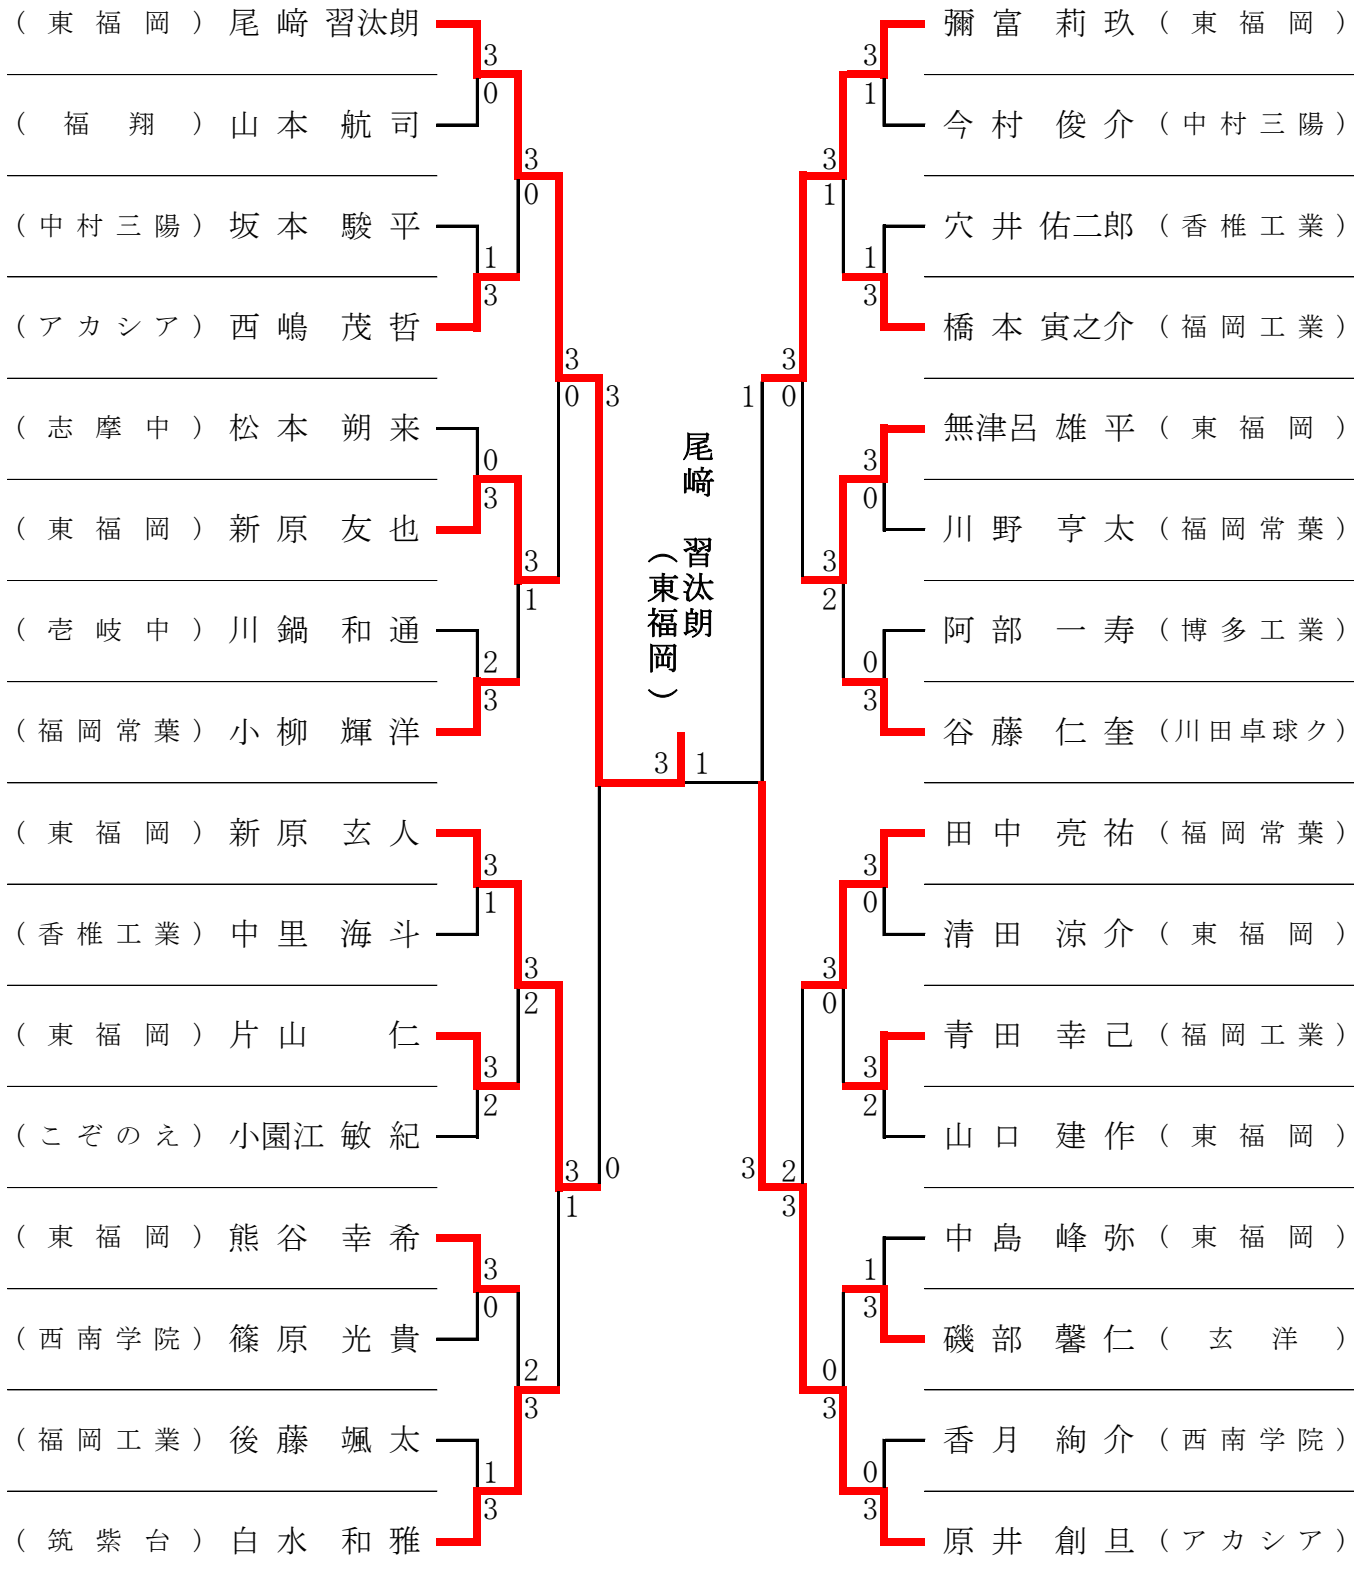 (東福岡) 尾﨑 習汰朗
3
0
(福翔) 山本 航司
3
0
(中村三陽) 坂本 駿平
1
3
(アカシア) 西嶋 茂哲
3
0
3
(志摩中) 松本 朔来
0
3
(東福岡) 新原 友也
3
1
(壱岐中) 川鍋 和通
2
3
(福岡常葉) 小柳 輝洋
(東福岡) 新原 玄人
3
1
(香椎工業) 中里 海斗
3
2
(東福岡) 片山 仁
3
2
(こぞのえ) 小園江 敏紀
3
1
0
(東福岡) 熊谷 幸希
3
0
(西南学院) 篠原 光貴
2
3
(福岡工業) 後藤 颯太
1
3
(筑紫台) 白水 和雅
尾﨑 習汰朗
(東福岡)
3 1
彌富 莉玖 (東福岡)
3
1
今村 俊介 (中村三陽)
3
1
穴井 佑二郎 (香椎工業)
1
3
橋本 寅之介 (福岡工業)
3
0
1
無津呂 雄平 (東福岡)
3
0
川野 亨太 (福岡常葉)
3
2
阿部 一寿 (博多工業)
0
3
谷藤 仁奎 (川田卓球ク)
田中 亮祐 (福岡常葉)
3
0
清田 涼介 (東福岡)
3
0
青田 幸己 (福岡工業)
3
2
山口 建作 (東福岡)
3
2
3
中島 峰弥 (東福岡)
1
3
磯部 馨仁 (玄洋)
0
3
香月 絢介 (西南学院)
0
3
原井 創旦 (アカシア)